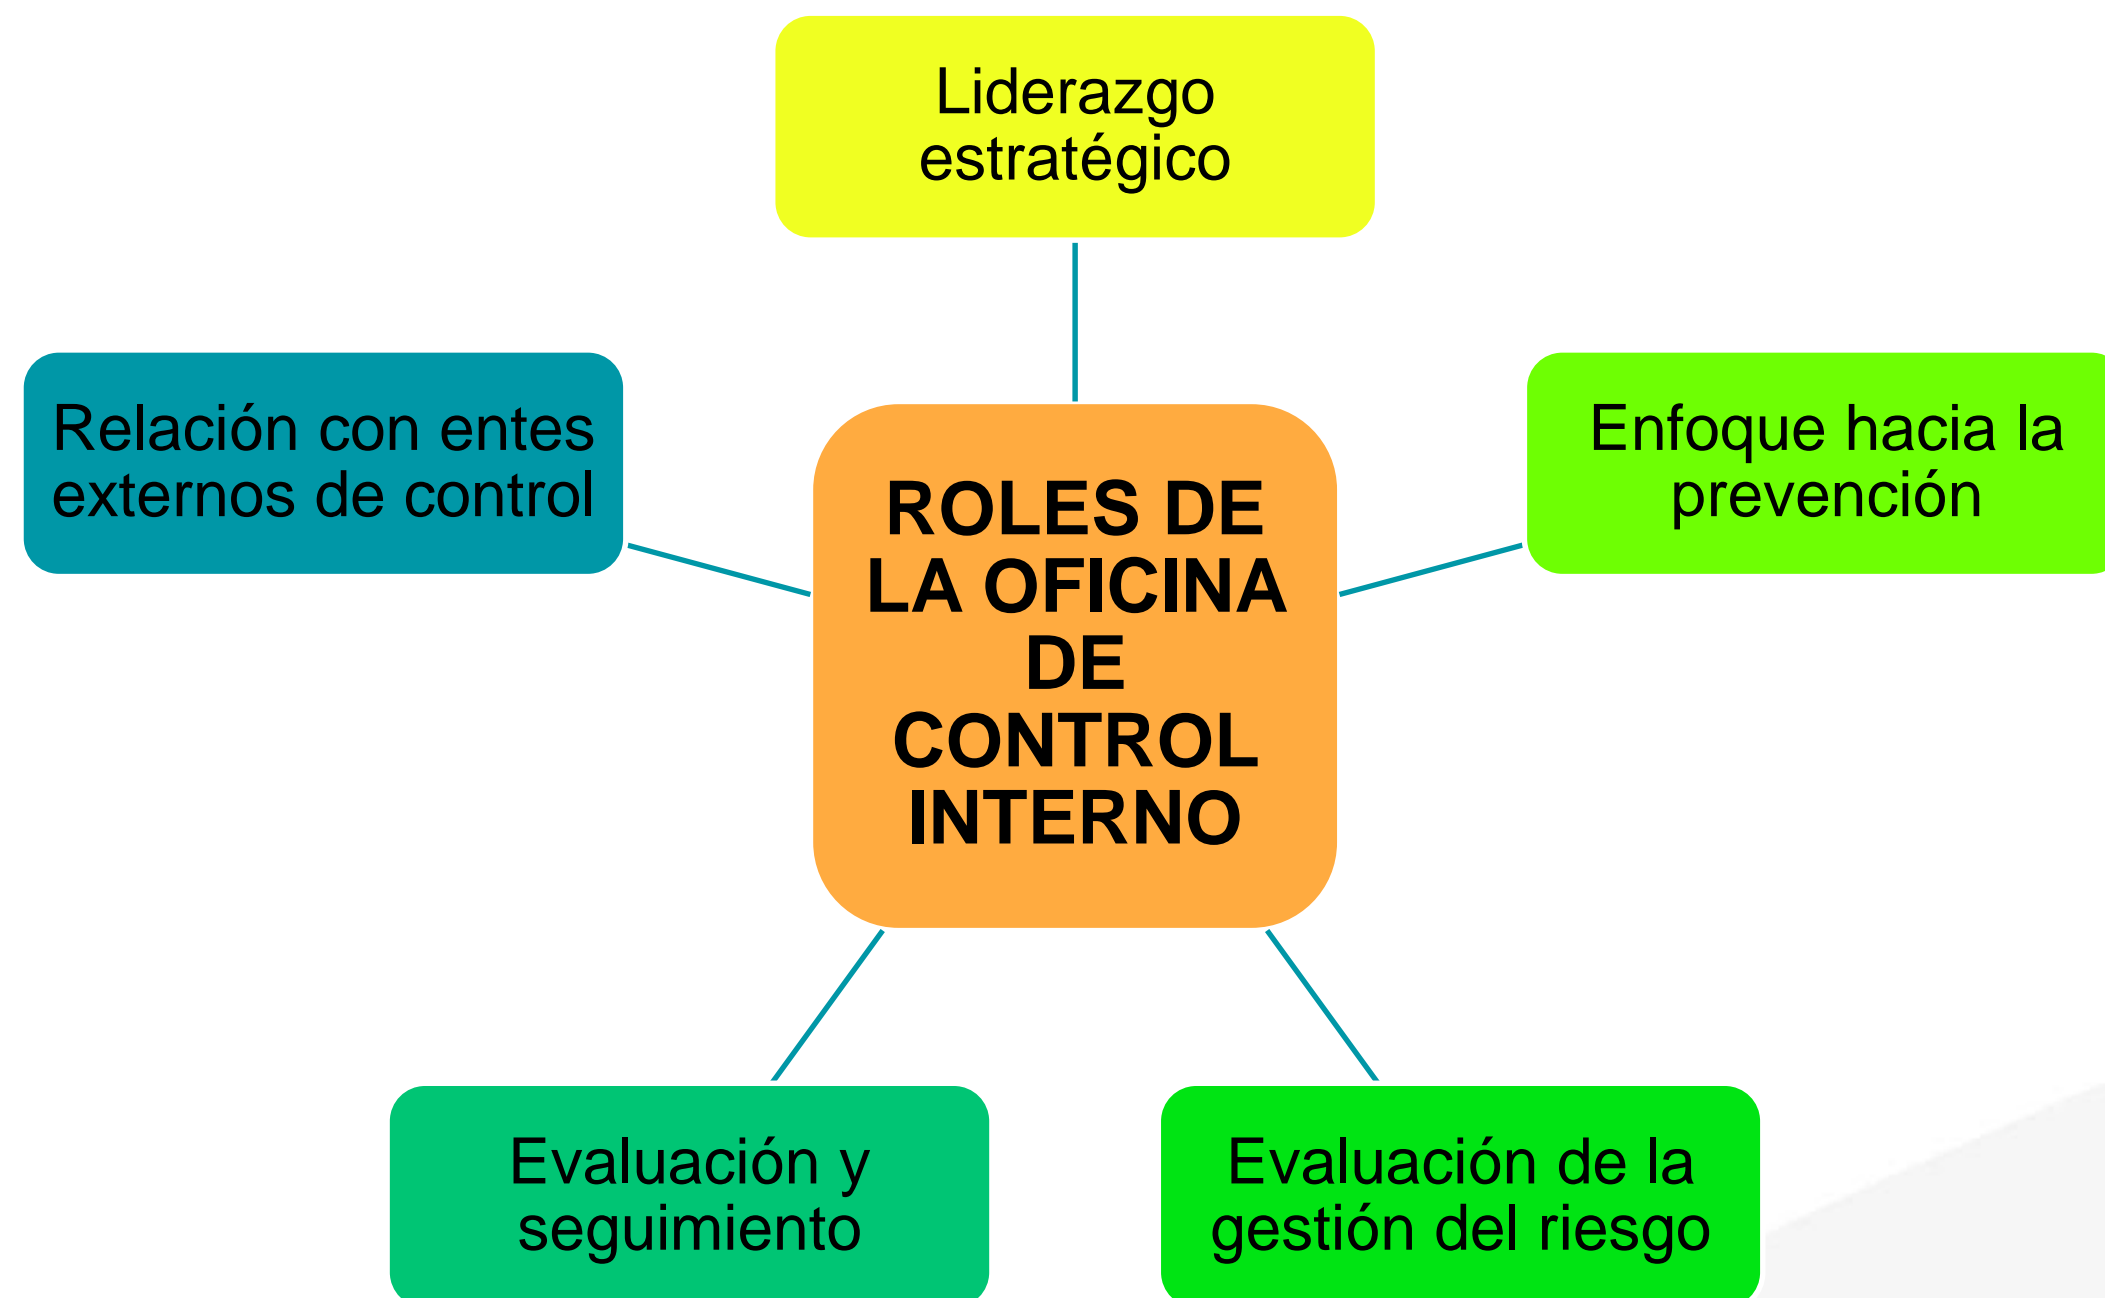 Liderazgo
estratégico
Relación con entes
externos de control
Enfoque hacia la
prevención
ROLES DE
LA OFICINA
DE
CONTROL
INTERNO
Evaluación y
seguimiento
Evaluación de la
gestión del riesgo